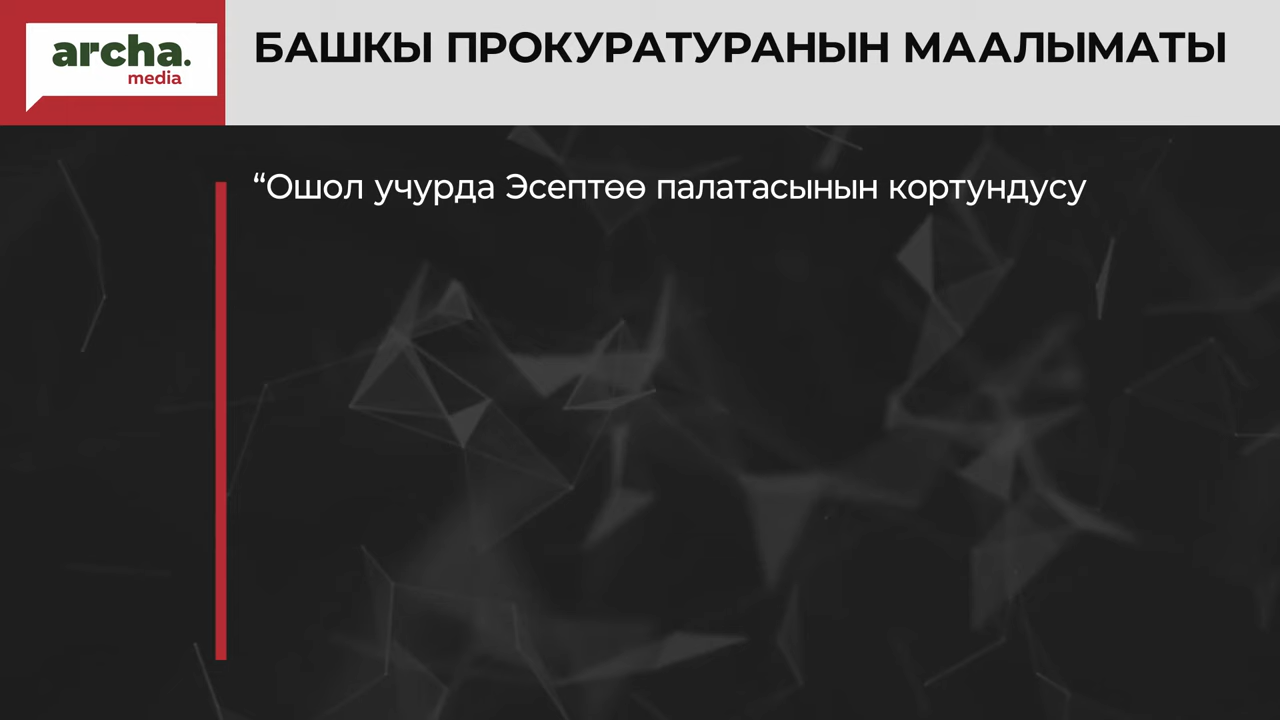 archa.
media
БАШКЫ ПРОКУРАТУРАНЫН МААЛЫМАТЫ
“Ошол учурда Эсептөө палатасынын кортундусу